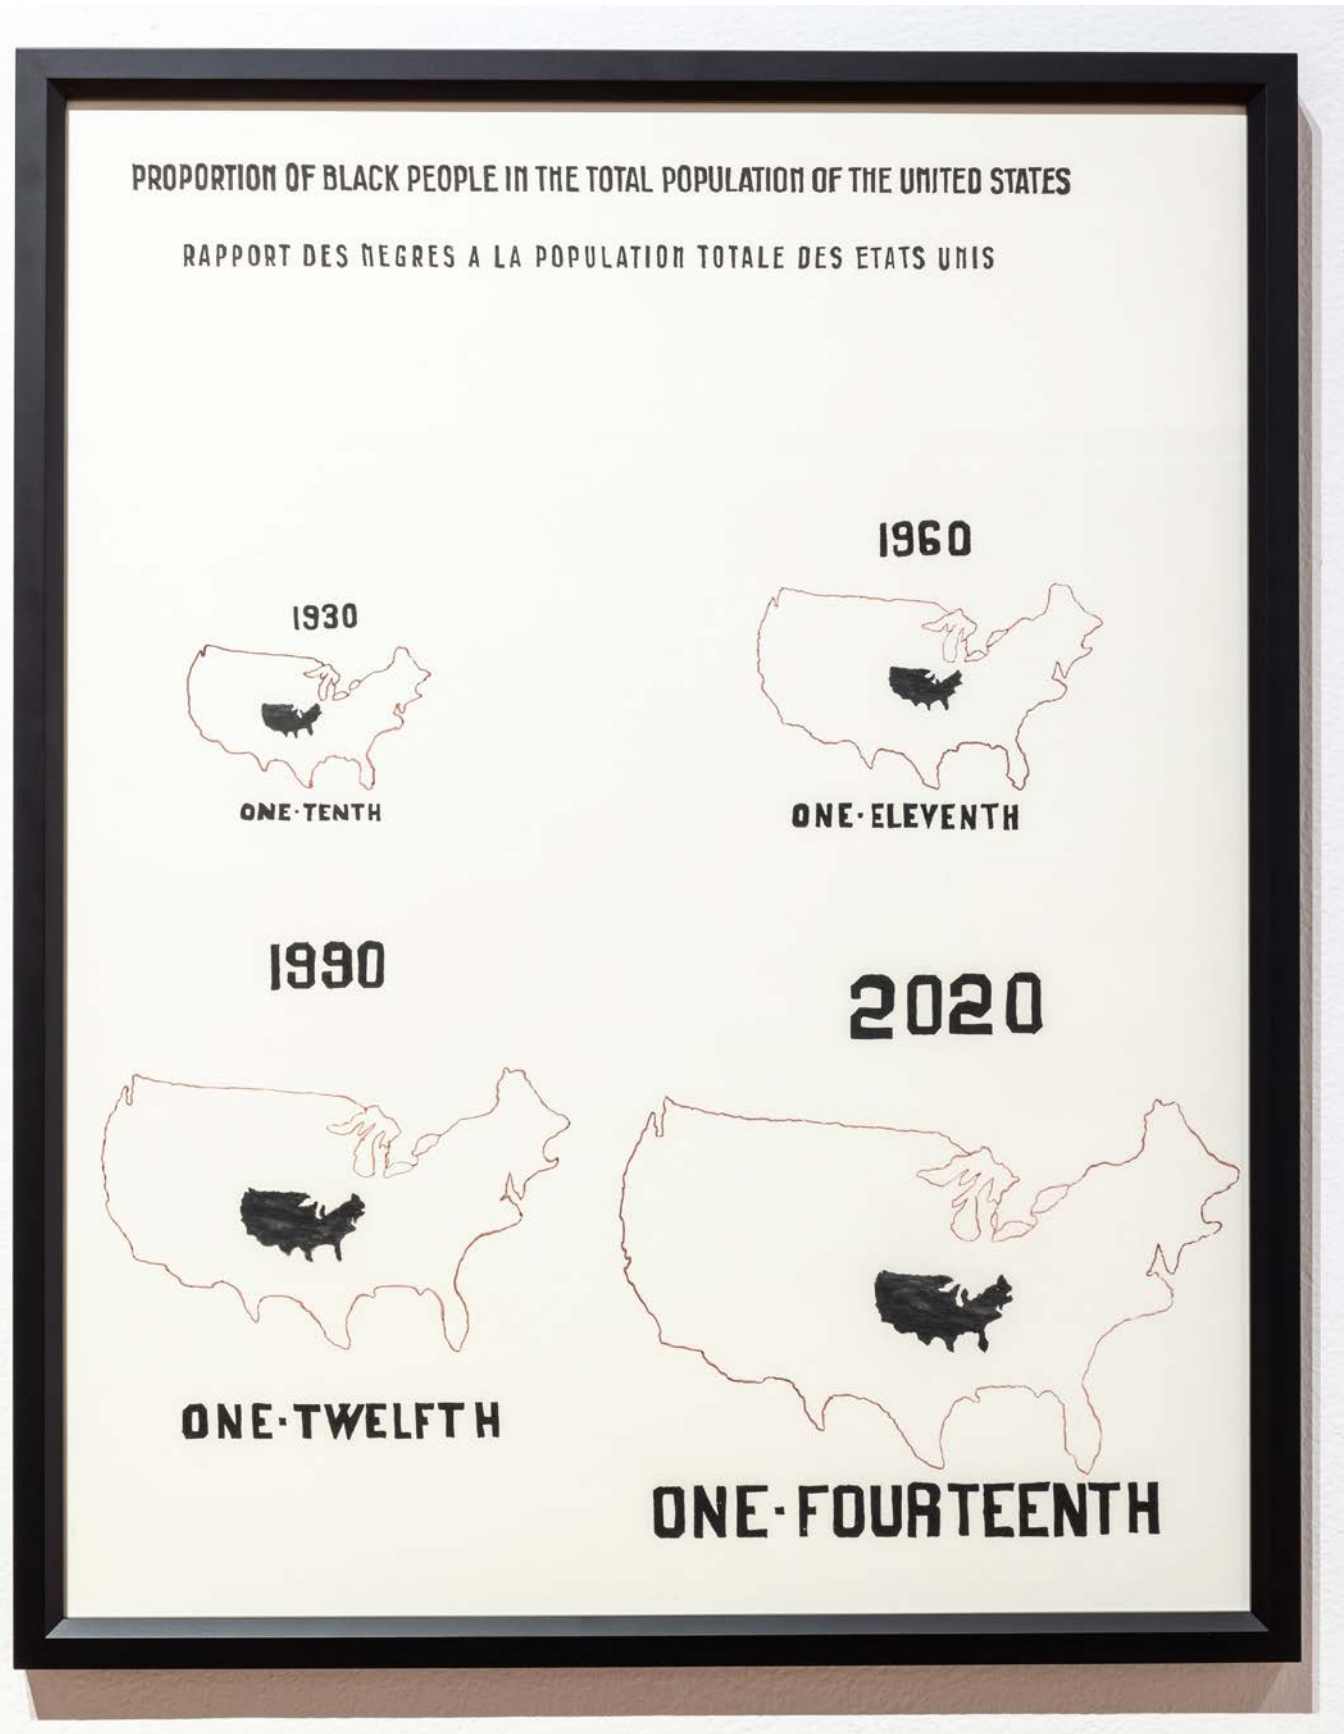 PROPORTION OF BLACK PEOPLE IN THE TOTAL POPULATION OF THE UNITED STATES
RAPPORT DES NEGRES A LA POPULATION TOTALE DES ETATS UNIS
1930
ONE·TENTH
1960
ONE·ELEVENTH
1990
ONE·TWELFTH
2020
ONE·FOURTEENTH